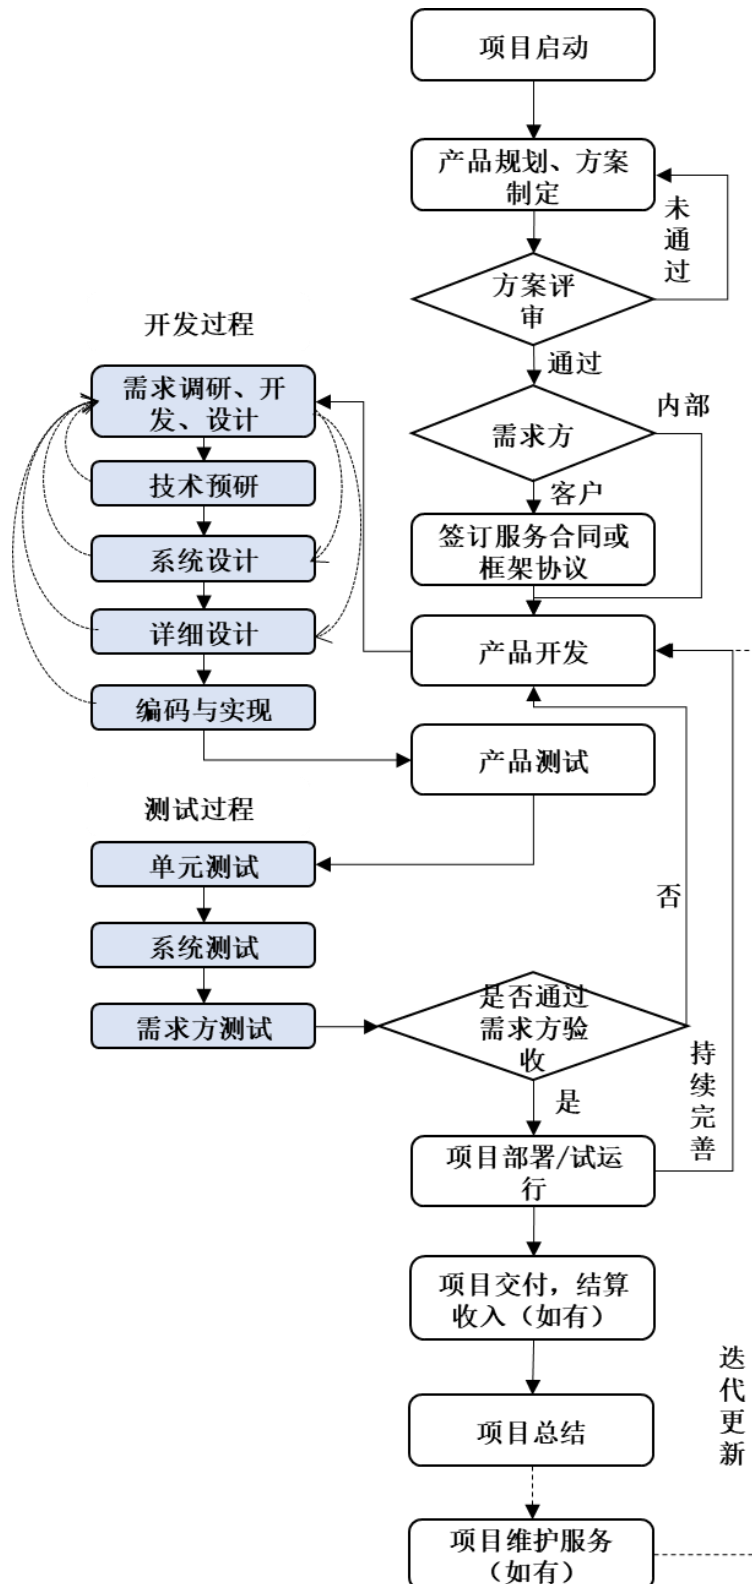 项目启动
产品规划、方案
制定
未
通
过
方案评
审
通过
开发过程
需求调研、开
发、设计
需求方
内部
技术预研
客户
签订服务合同或
框架协议
系统设计
详细设计
产品开发
编码与实现
产品测试
测试过程
单元测试
否
系统测试
需求方测试
是否通过
需求方验
收
持
续
完
善
是
项目部署/试运
行
项目交付，结算
收入（如有）
迭
代
更
新
项目总结
项目维护服务
（如有）